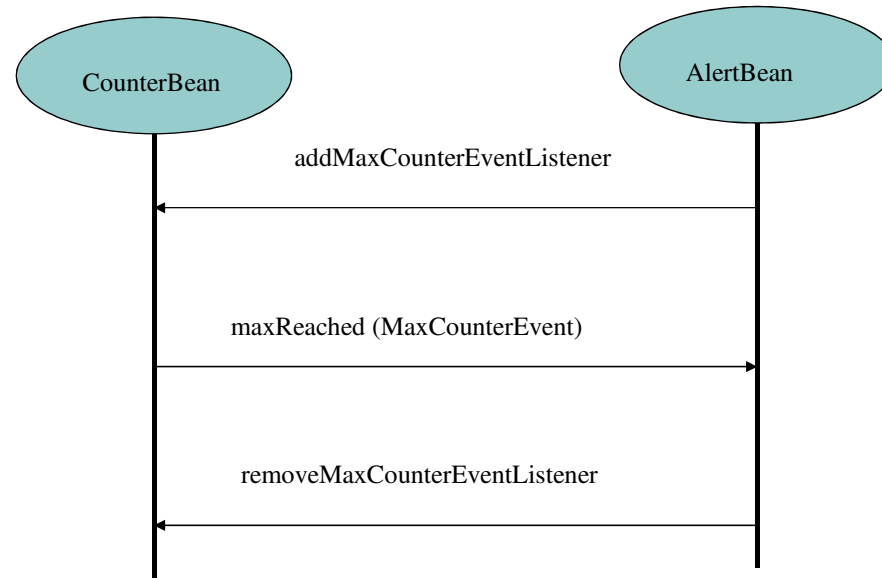 CounterBean
AlertBean
addMaxCounterEventListener
maxReached (MaxCounterEvent)
removeMaxCounterEventListener